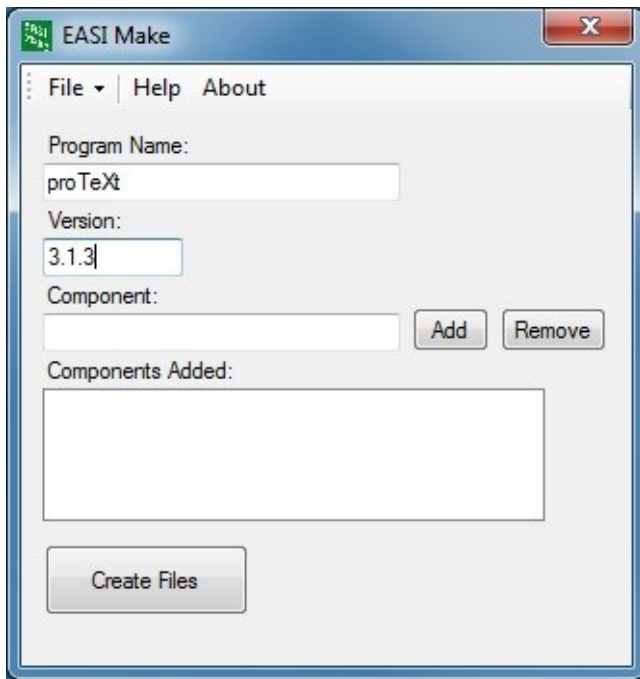 EASI Make
File Help About
Program Name:
proTeXt
Version:
3.1.3
Component:
Add Remove
Components Added:
Create Files